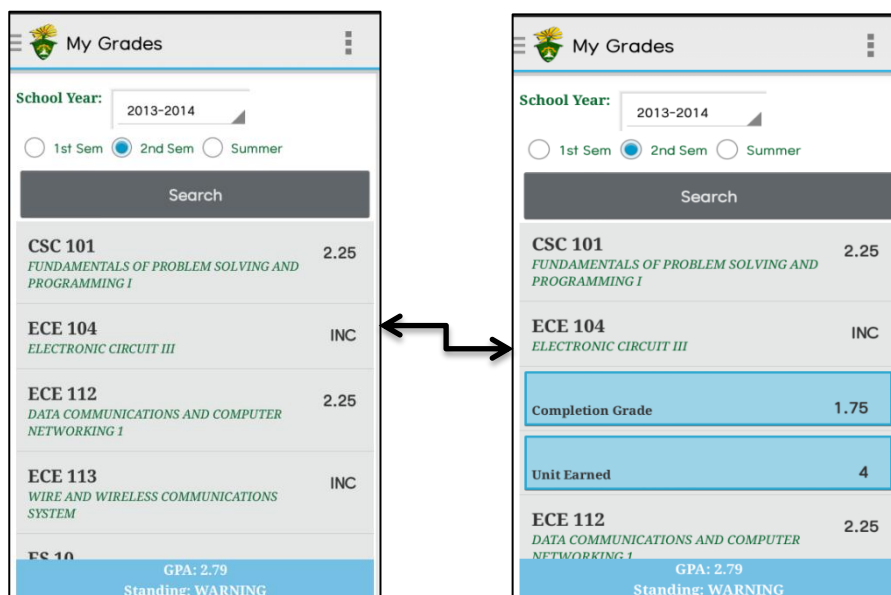 My Grades
School Year:
2013-2014
1st Sem 2nd Sem Summer
Search
CSC 101
2.25
FUNDAMENTALS OF PROBLEM SOLVING AND
PROGRAMMING I
ECE 104
INC
ELECTRONIC CIRCUIT III
ECE 112
2.25
DATA COMMUNICATIONS AND COMPUTER
NETWORKING 1
ECE 113
INC
WIRE AND WIRELESS COMMUNICATIONS
SYSTEM
ES 10
GPA: 2.79
Standing: WARNING
My Grades
School Year:
2013-2014
1st Sem 2nd Sem Summer
Search
CSC 101
2.25
FUNDAMENTALS OF PROBLEM SOLVING AND
PROGRAMMING I
ECE 104
INC
ELECTRONIC CIRCUIT III
Completion Grade 1.75
Unit Earned 4
ECE 112
2.25
DATA COMMUNICATIONS AND COMPUTER
NETWORKING 1
GPA: 2.79
Standing: WARNING